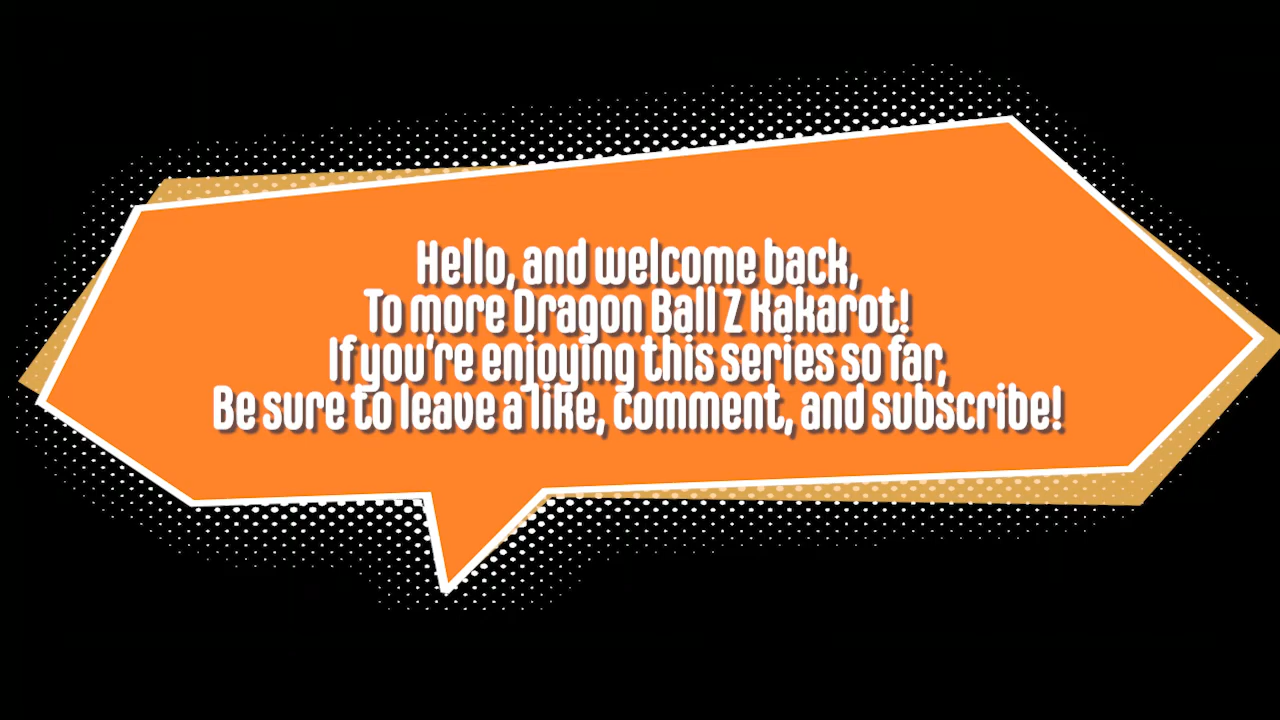 Hello, and welcome back,
To more Dragon Ball Z Kakarot!
If you're enjoying this series so far,
Be sure to leave a like, comment, and subscribe!